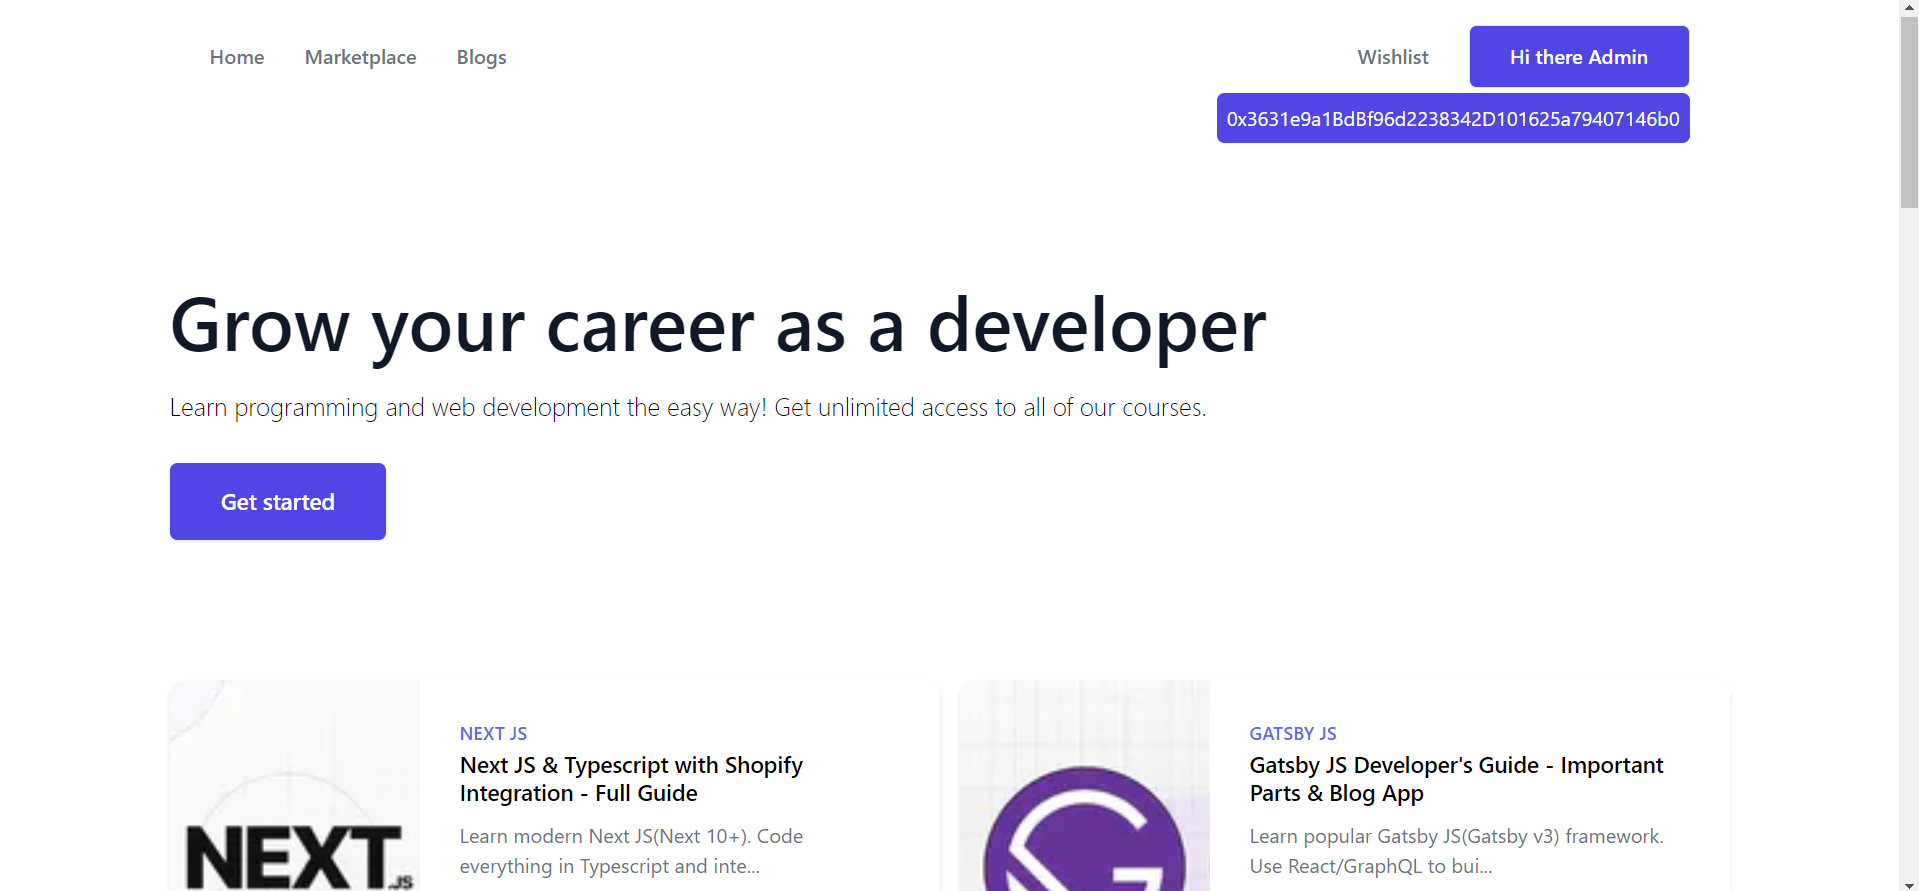 Home Marketplace Blogs Wishlist Hi there Admin
0x3631e9a1BdBf96d2238342D101625a79407146b0
Grow your career as a developer
Learn programming and web development the easy way! Get unlimited access to all of our courses.
Get started
NEXT JS
Next JS & Typescript with Shopify
Integration - Full Guide
Learn modern Next JS(Next 10+). Code
everything in Typescript and inte...
NEXT.JS
GATSBY JS
Gatsby JS Developer's Guide - Important
Parts & Blog App
Learn popular Gatsby JS(Gatsby v3) framework.
Use React/GraphQL to bui...